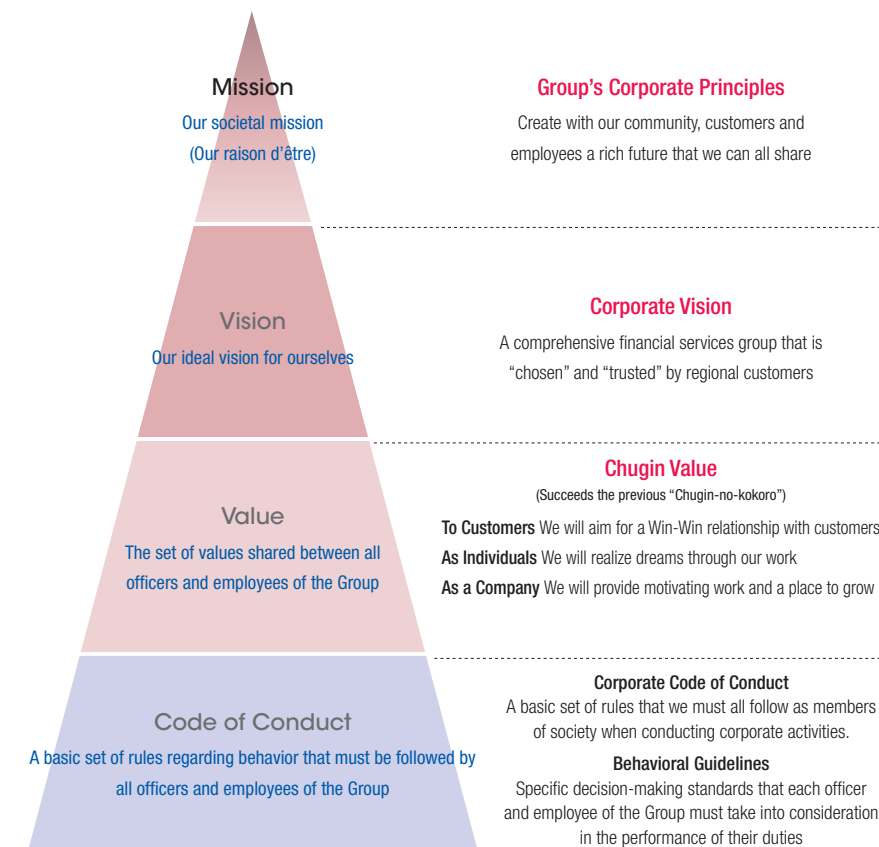 Mission
Our societal mission
(Our raison d’être)
Group’s Corporate Principles
Create with our community, customers and
employees a rich future that we can all share
Vision
Our ideal vision for ourselves
Corporate Vision
A comprehensive financial services group that is
“chosen” and “trusted” by regional customers
Value
The set of values shared between all
officers and employees of the Group
Chugin Value
(Succeeds the previous “Chugin-no-kokoro”)
To Customers We will aim for a Win-Win relationship with customers
As Individuals We will realize dreams through our work
As a Company We will provide motivating work and a place to grow
Code of Conduct
A basic set of rules regarding behavior that must be followed by
all officers and employees of the Group
Corporate Code of Conduct
A basic set of rules that we must all follow as members
of society when conducting corporate activities.
Behavioral Guidelines
Specific decision-making standards that each officer
and employee of the Group must take into consideration
in the performance of their duties